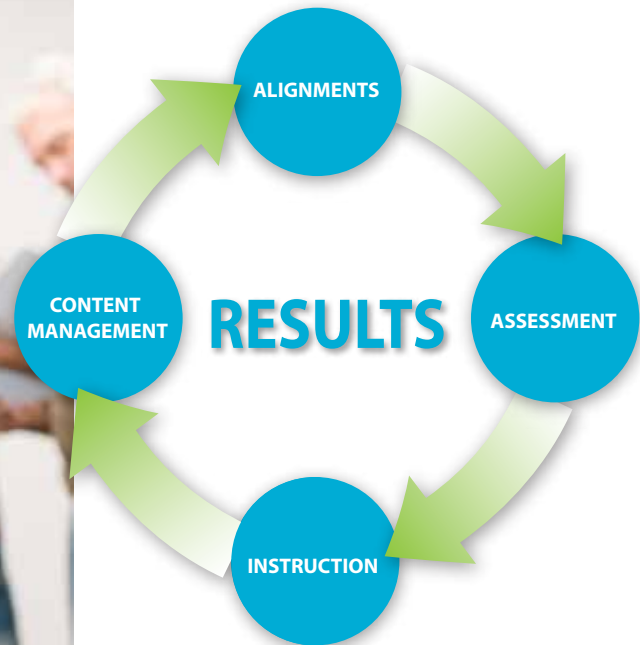 ALIGNMENTS
CONTENT
MANAGEMENT
RESULTS
ASSESSMENT
INSTRUCTION